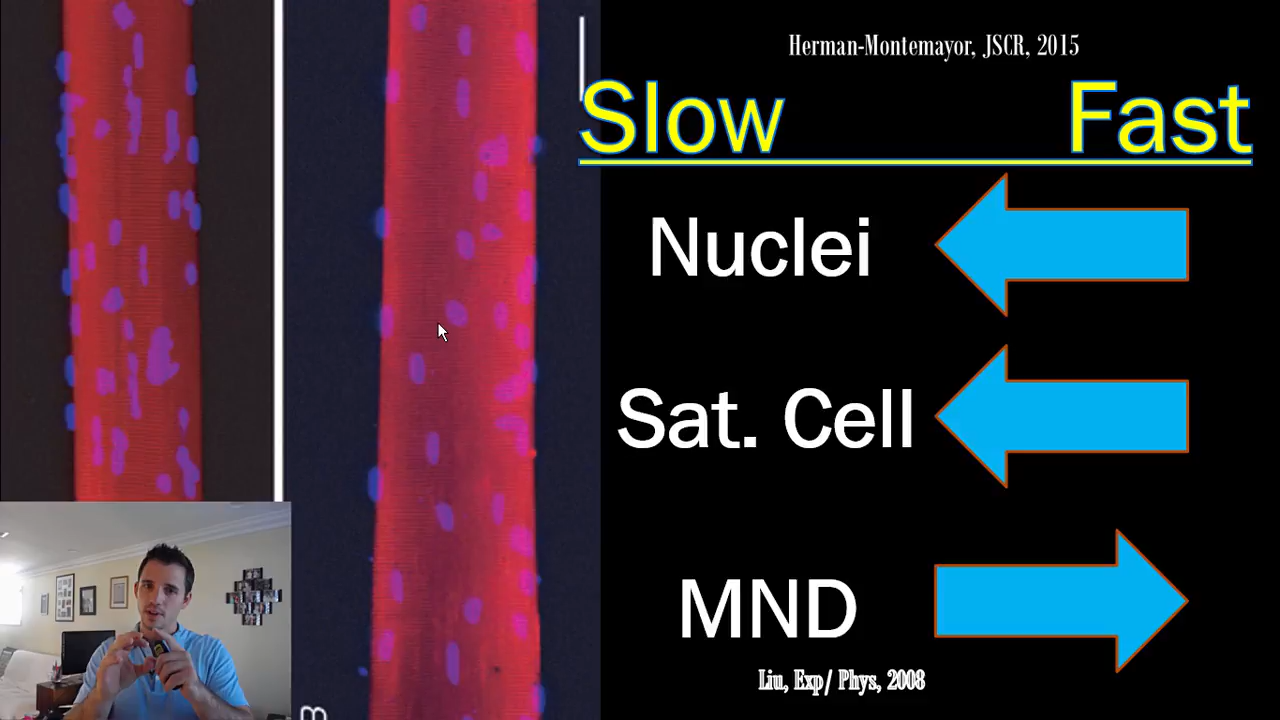 Herman-Montemayor, JSCR, 2015
Slow Fast
Nuclei
Sat. Cell
MND
Liu, Exp/ Phys, 2008
m